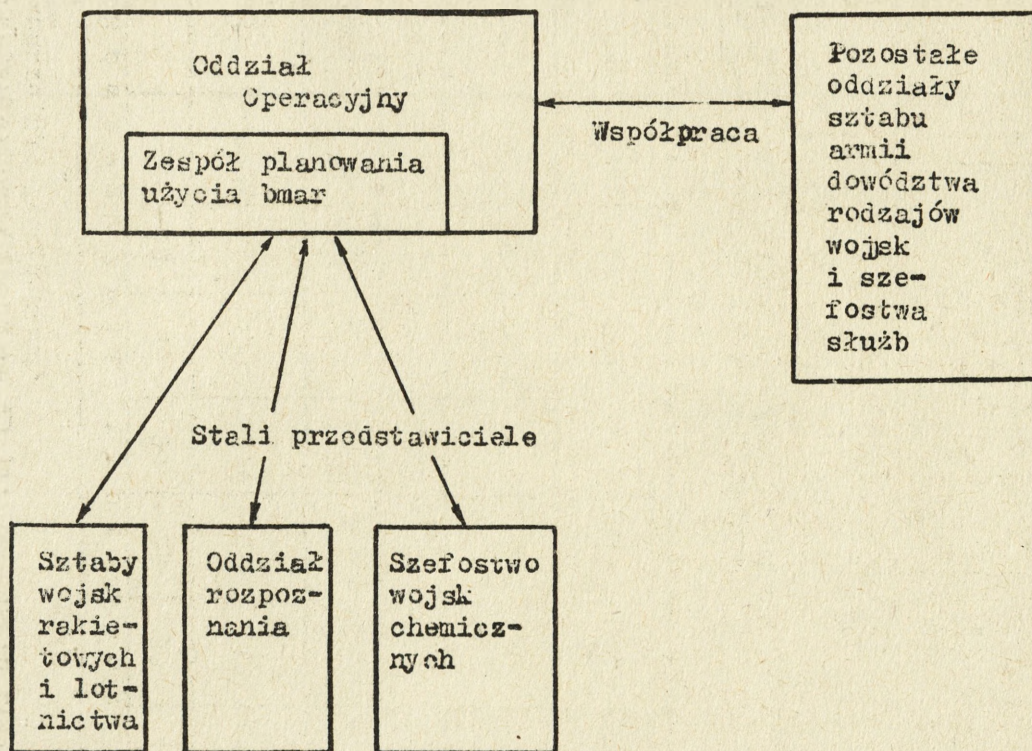 Oddział
Operacyjny
Zespół planowania
użycia bmar
Współpraca
Pozostałe
oddziały
sztabu
armii
dowództwa
rodzajów
wojsk
i sze-
fostwa
służb
Stali przedstawiciele
Sztaby
wojsk
rakie-
towych
i lot-
nictwa
Oddział
rozpoz-
nania
Szefostwo
wojsk
chemicz-
nych